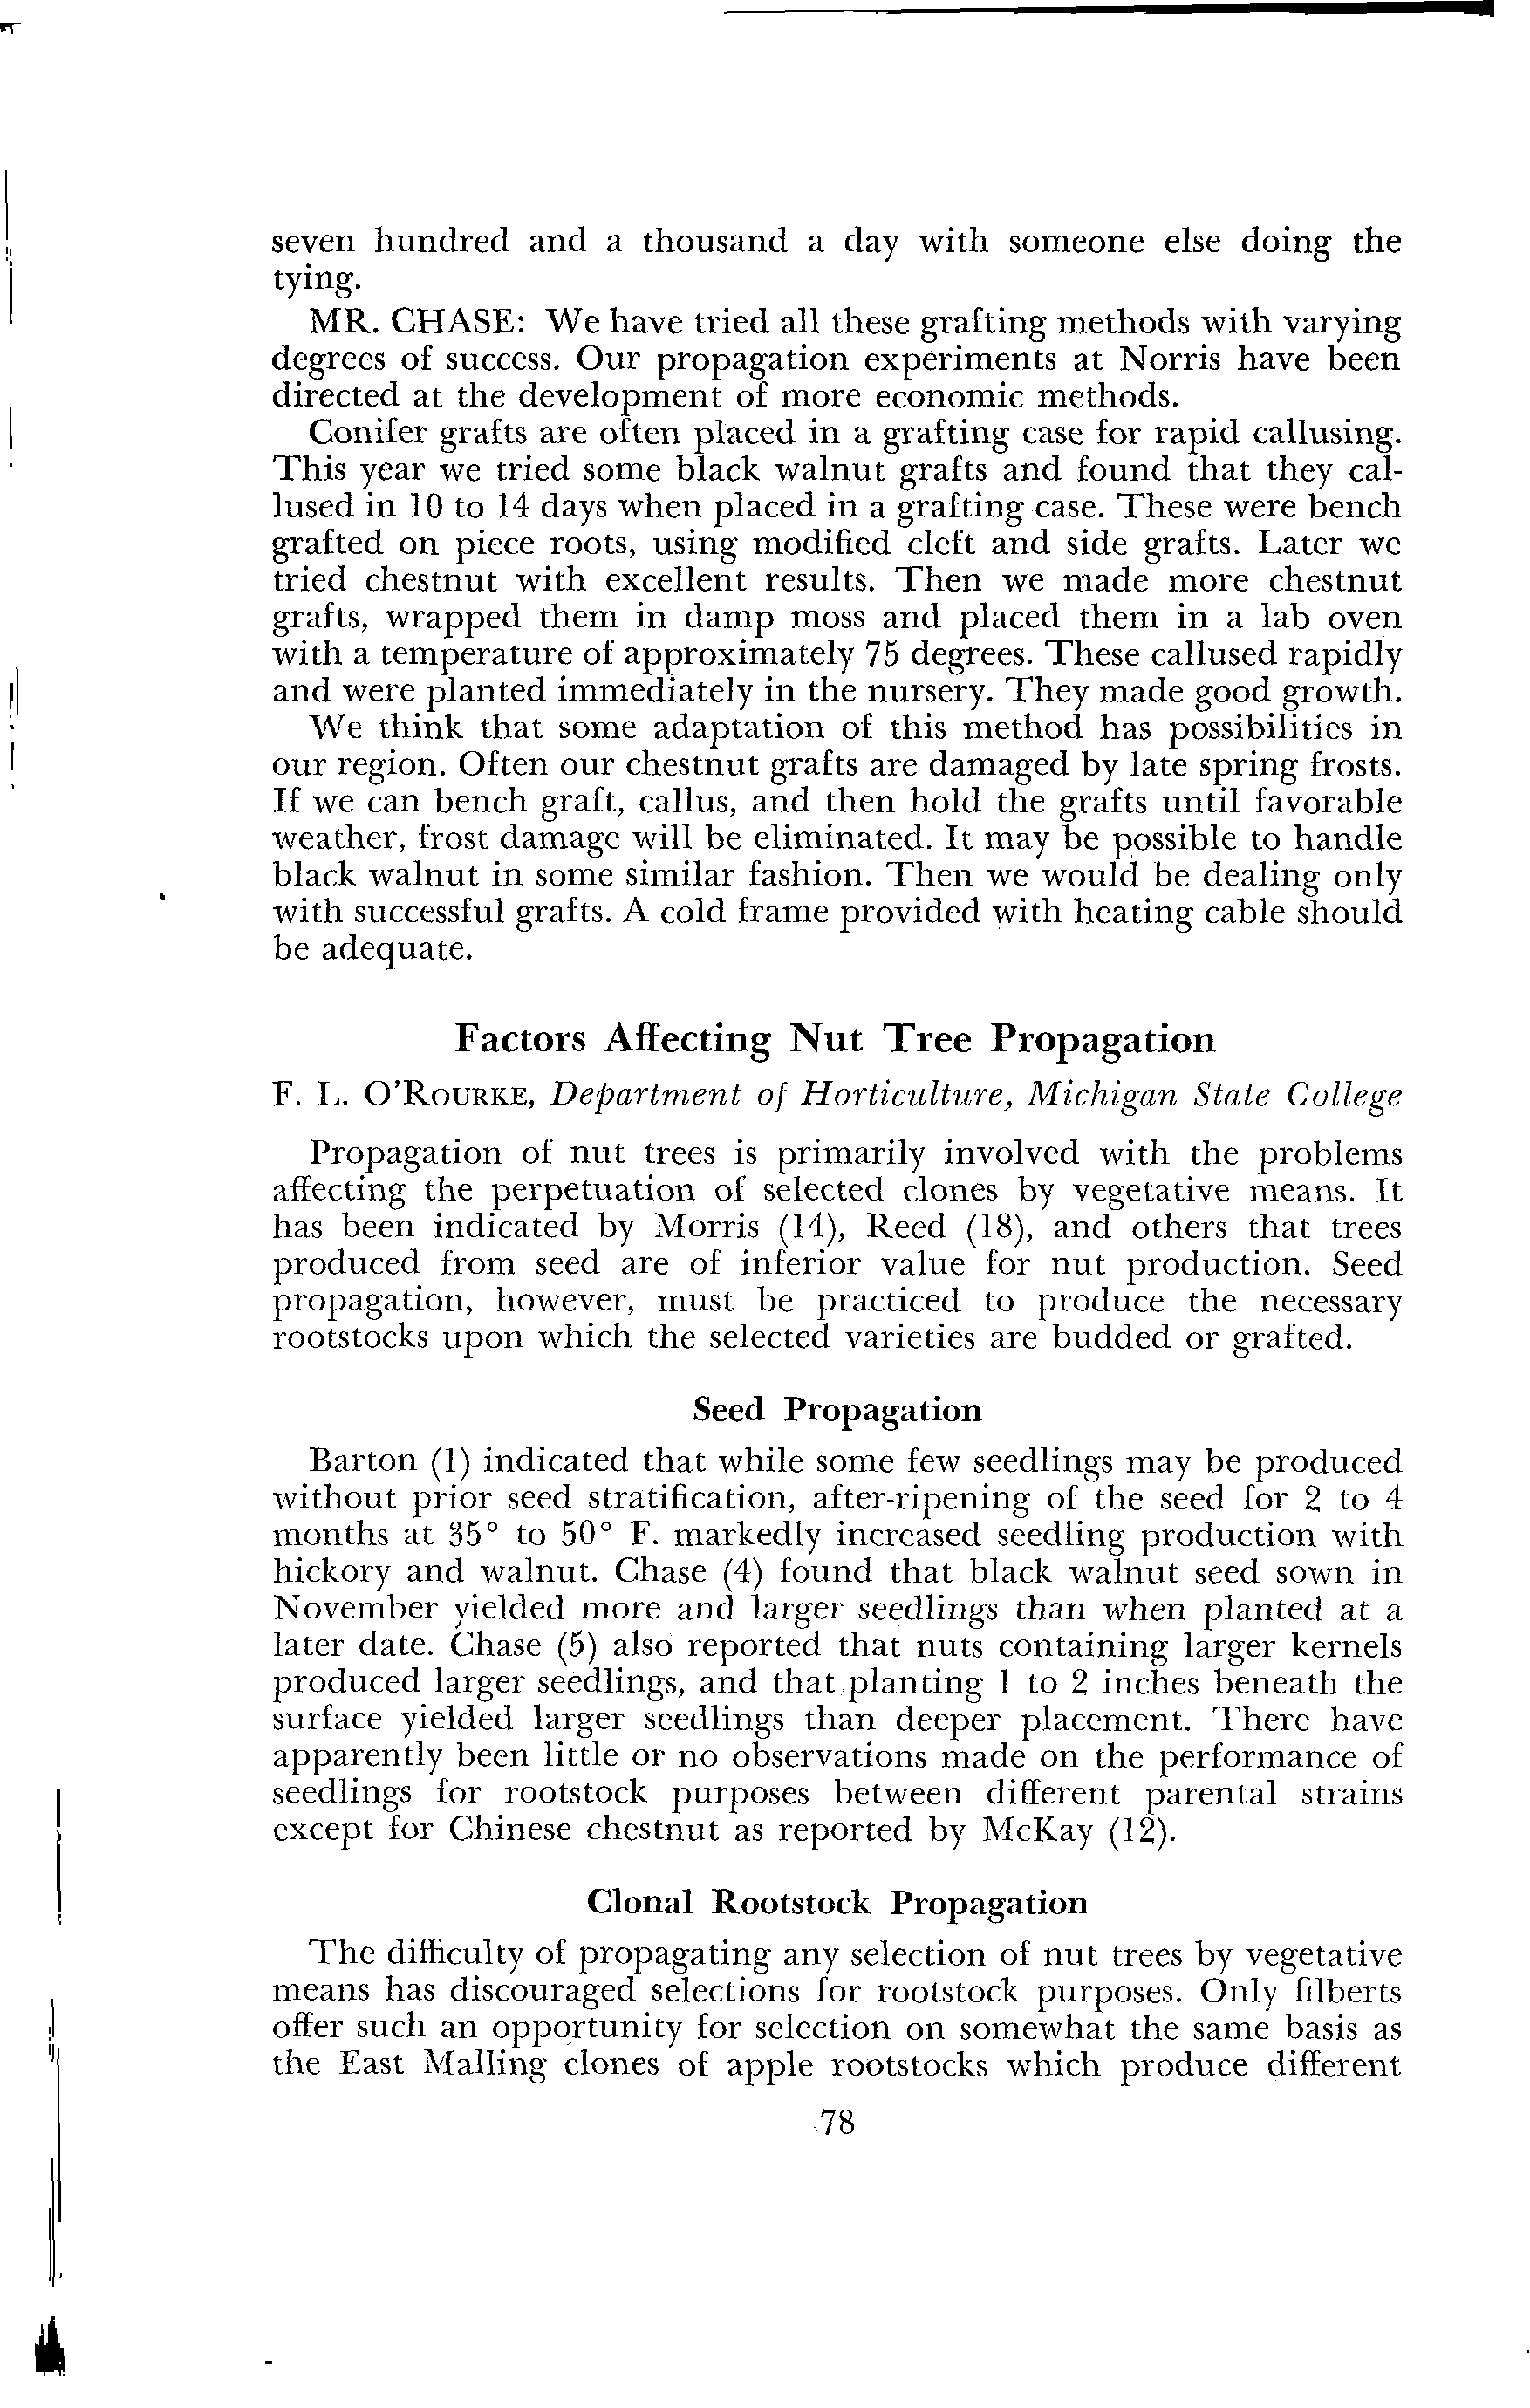 seven hundred and a thousand a day with someone else doing the
tying.
MR. CHASE: We have tried all these grafting methods with varying
degrees of success. Our propagation experiments at Norris have been
directed at the development of more economic methods.
Conifer grafts are often placed in a grafting case for rapid callusing.
This year we tried some black walnut grafts and found that they cal-
lused in 10 to 14 days when placed in a grafting case. These were bench
grafted on piece roots, using modified cleft and side grafts. Later we
tried chestnut with excellent results. Then we made more chestnut
grafts, wrapped them in damp moss and placed them in a lab oven
with a temperature of approximately 75 degrees. These callused rapidly
and were planted immediately in the nursery. They made good growth.
We think that some adaptation of this method has possibilities in
our region. Often our chestnut grafts are damaged by late spring frosts.
If we can bench graft, callus, and then hold the grafts until favorable
weather, frost damage will be eliminated. It may be possible to handle
black walnut in some similar fashion. Then we would be dealing only
with successful grafts. A cold frame provided with heating cable should
be adequate.
Factors Affecting Nut Tree Propagation
F. L. O'ROURKE, Department of Horticulture, Michigan State College
Propagation of nut trees is primarily involved with the problems
affecting the perpetuation of selected clones by vegetative means. It
has been indicated by Morris (14), Reed (18), and others that trees
produced from seed are of inferior value for nut production. Seed
propagation, however, must be practiced to produce the necessary
rootstocks upon which the selected varieties are budded or grafted.
Seed Propagation
Barton (1) indicated that while some few seedlings may be produced
without prior seed stratification, after-ripening of the seed for 2 to 4
months at 35° to 50° F. markedly increased seedling production with
hickory and walnut. Chase (4) found that black walnut seed sown in
November yielded more and larger seedlings than when planted at a
later date. Chase (5) also reported that nuts containing larger kernels
produced larger seedlings, and that planting 1 to 2 inches beneath the
surface yielded larger seedlings than deeper placement. There have
apparently been little or no observations made on the performance of
seedlings for rootstock purposes between different parental strains
except for Chinese chestnut as reported by McKay (12).
Clonal Rootstock Propagation
The difficulty of propagating any selection of nut trees by vegetative
means has discouraged selections for rootstock purposes. Only filberts
offer such an opportunity for selection on somewhat the same basis as
the East Malling clones of apple rootstocks which produce different
78